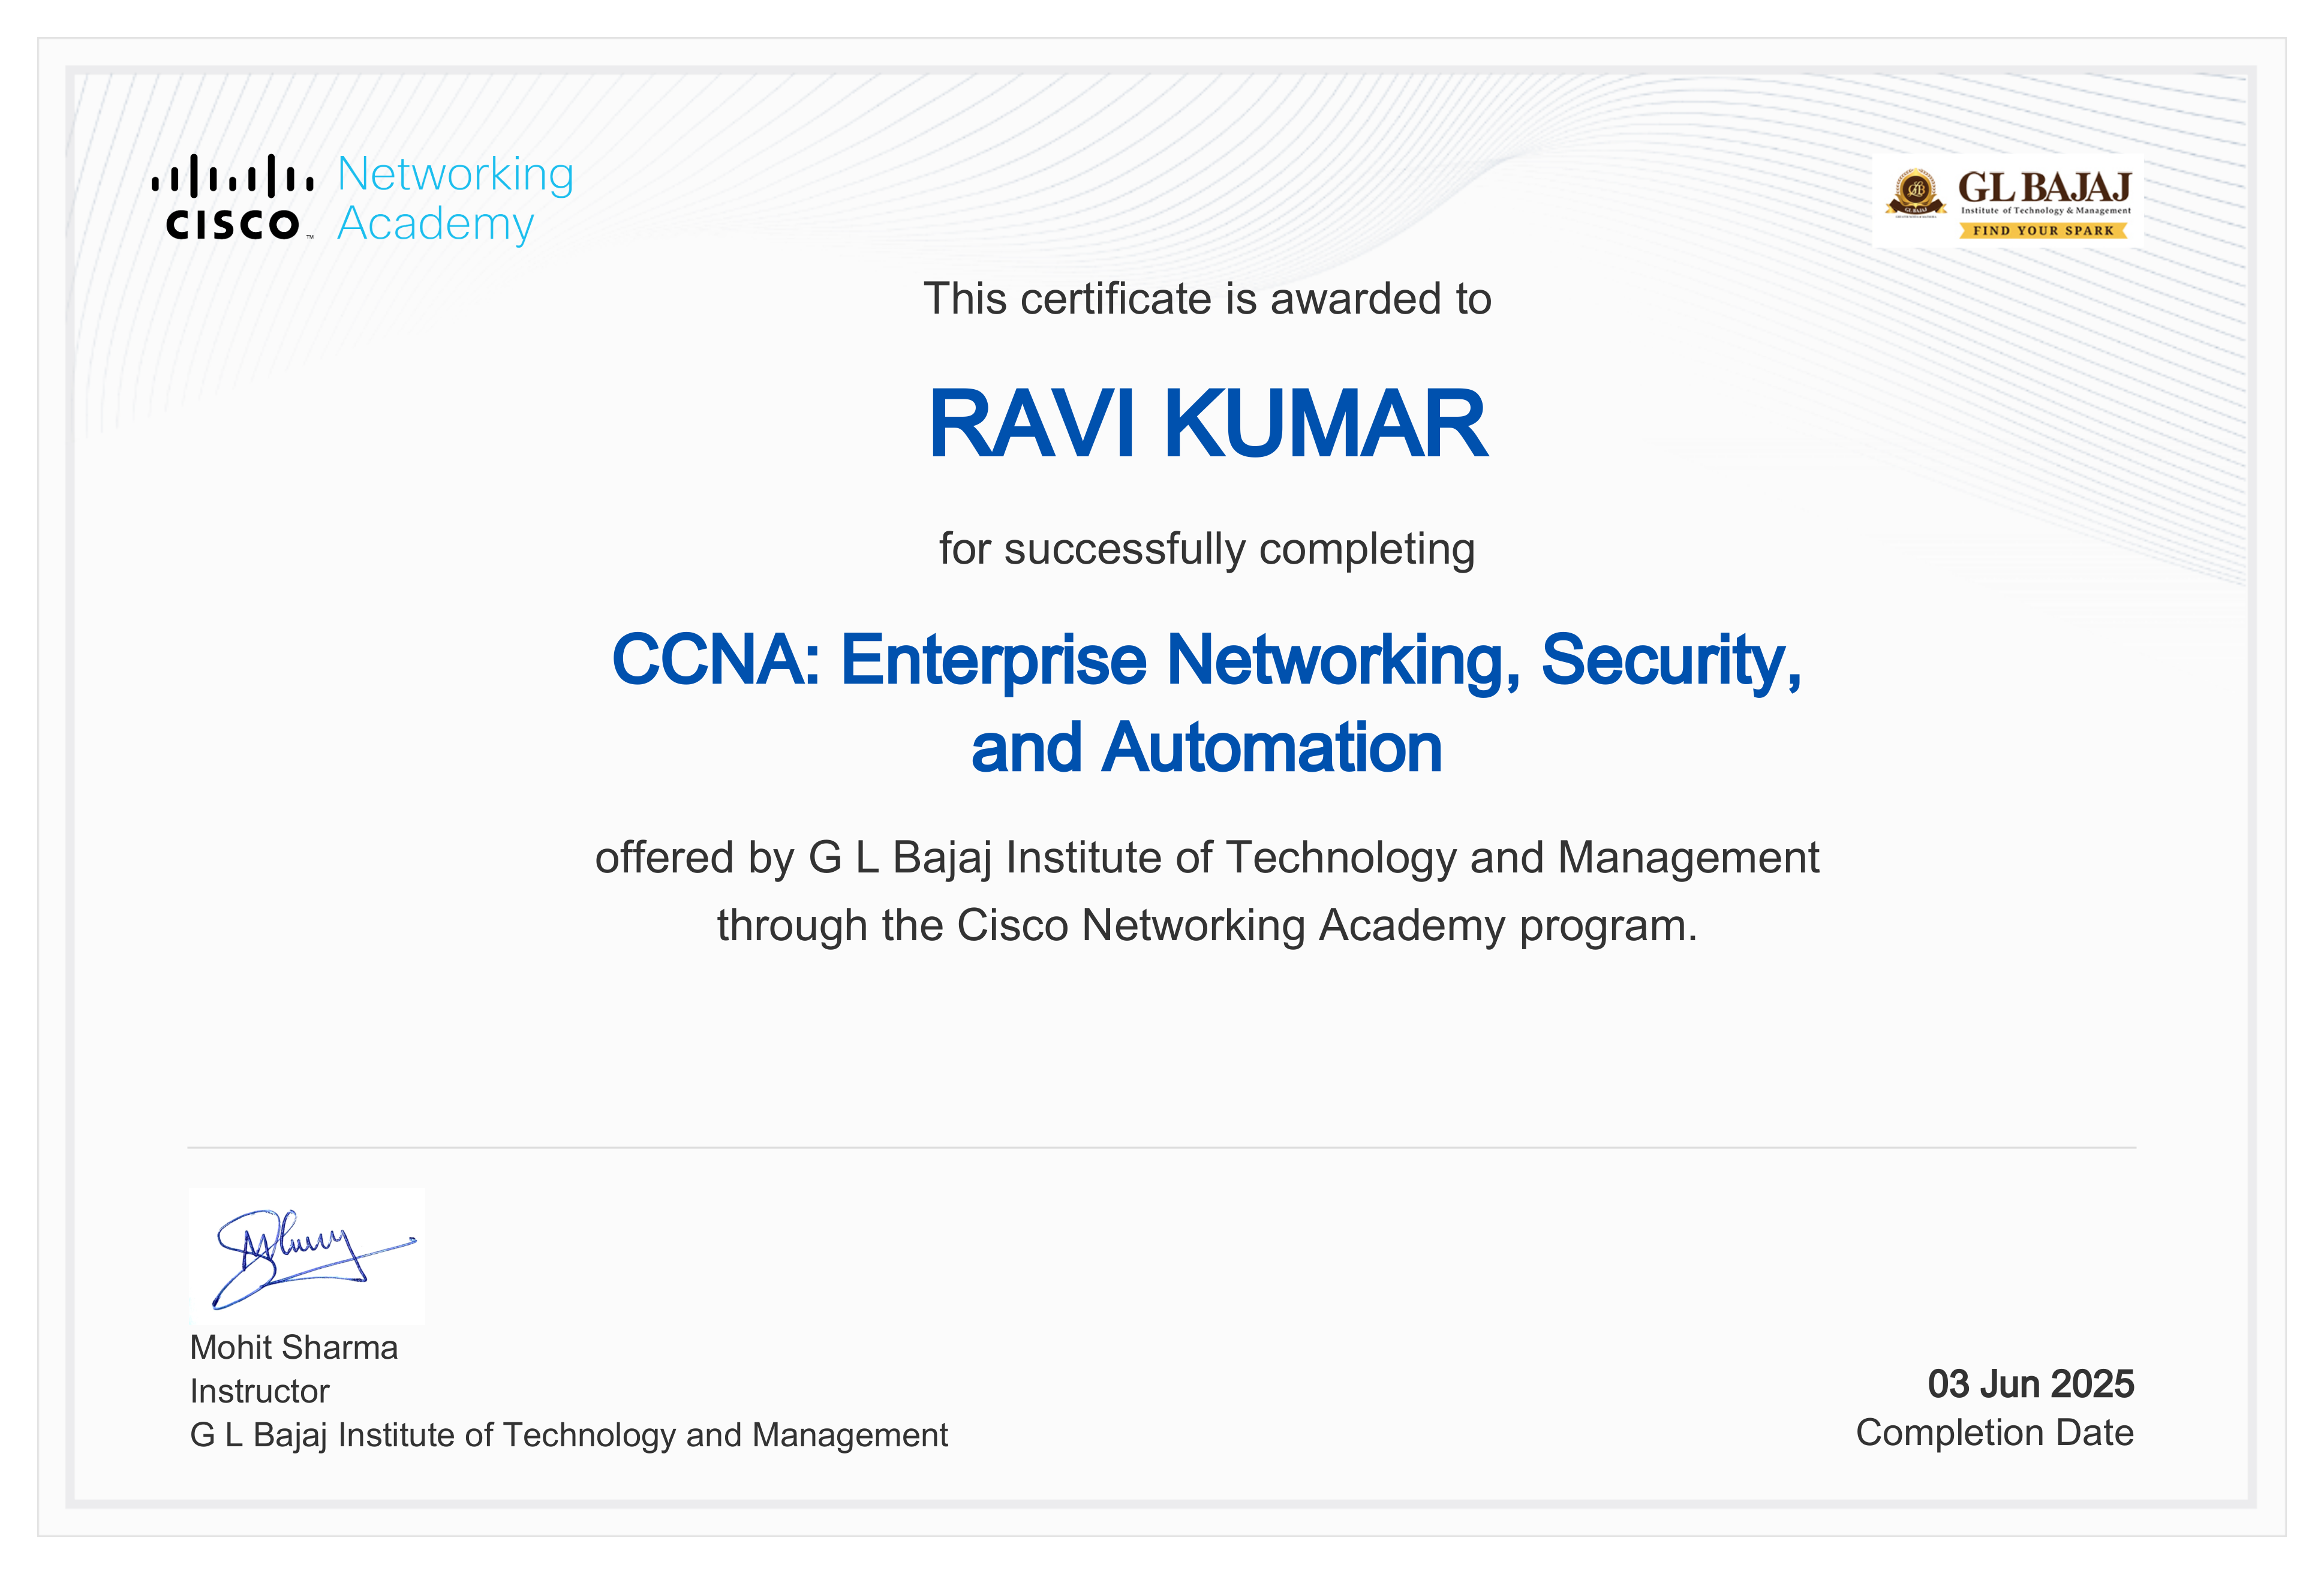 CISCO™ Networking Academy
GL BAJAJ
Institute of Technology & Management
FIND YOUR SPARK
This certificate is awarded to
RAVI KUMAR
for successfully completing
CCNA: Enterprise Networking, Security,
and Automation
offered by G L Bajaj Institute of Technology and Management
through the Cisco Networking Academy program.
Mohit Sharma
Instructor
G L Bajaj Institute of Technology and Management
03 Jun 2025
Completion Date